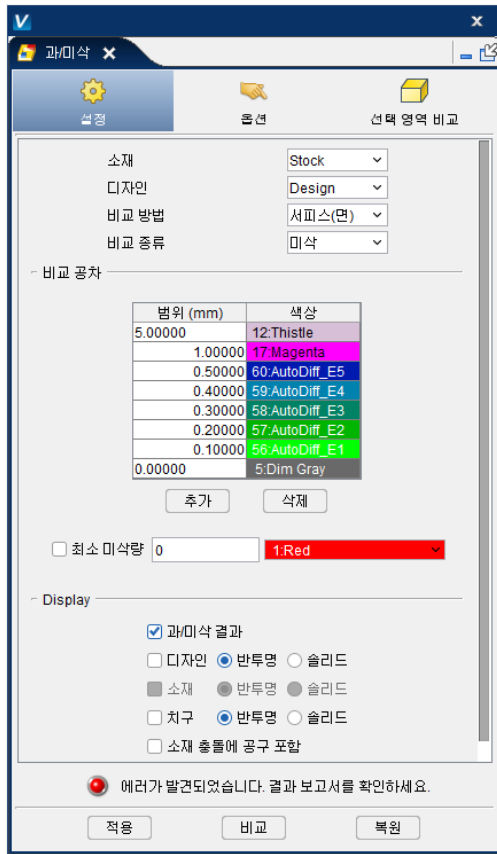 V
과/미삭
설정 옵션 선택 영역 비교
소재 Stock
디자인 Design
비교 방법 서피스(면)
비교 종류 미삭
비교 공차
범위 (mm) 색상
5.00000 12:Thistle
1.00000 17:Magenta
0.50000 60:AutoDiff_E5
0.40000 59:AutoDiff_E4
0.30000 58:AutoDiff_E3
0.20000 57:AutoDiff_E2
0.10000 56:AutoDiff_E1
0.00000 5:Dim Gray
추가 삭제
최소 미삭량 0 1:Red
Display
과/미삭 결과
디자인 반투명 솔리드
소재 반투명 솔리드
치구 반투명 솔리드
소재 충돌에 공구 포함
에러가 발견되었습니다. 결과 보고서를 확인하세요.
적용 비교 복원